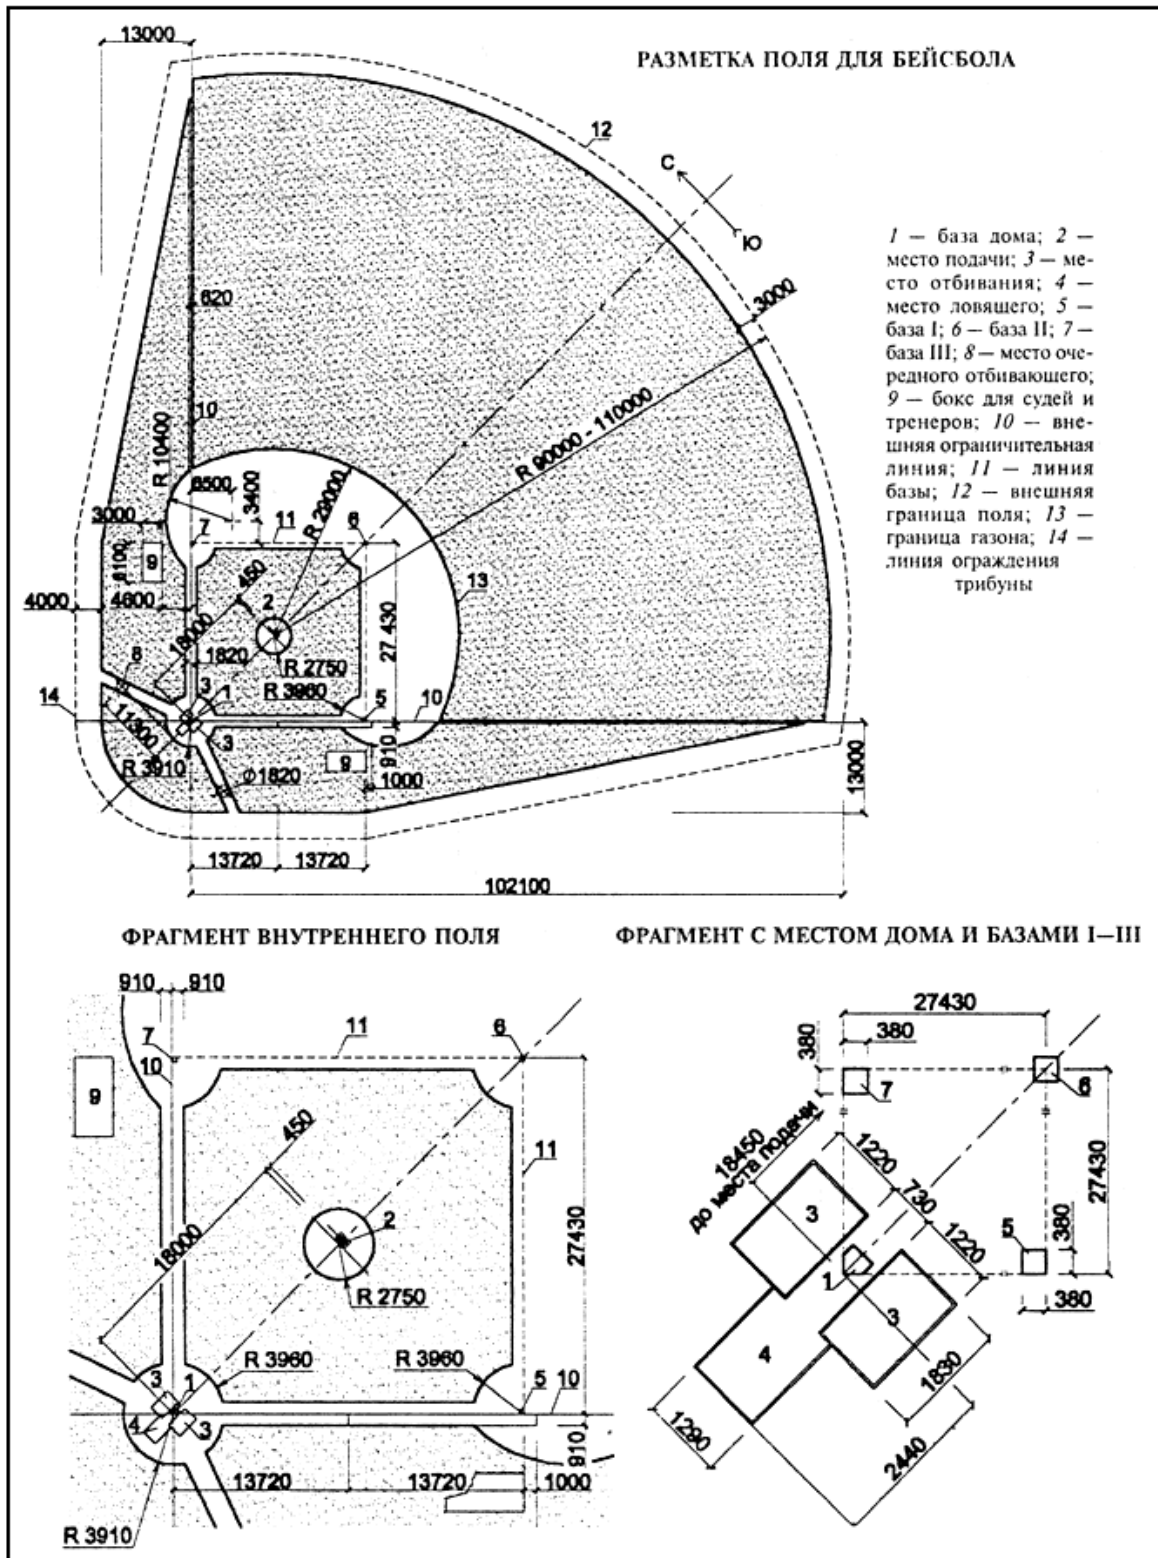 РАЗМЕТКА ПОЛЯ ДЛЯ БЕЙСБОЛА
13000
12
С
Ю
3000
620
10
R 90000 - 110000
R 10400
6500
3400
R 29000
3000
7
11
6
6100
9
450
13
4000
4600
2
18000
27 430
1820
R 2750
8
3
1
R 3960
5
10
14
11300
3
R 3910
Ø1820
9
910
1000
13000
13720
13720
102100
1 — база дома; 2 —
место подачи; 3 — ме-
сто отбивания; 4 —
место ловящего; 5 —
база I; 6 — база II; 7 —
база III; 8 — место оче-
редного отбивающего;
9 — бокс для судей и
тренеров; 10 — вне-
шняя ограничительная
линия; 11 — линия
базы; 12 — внешняя
граница поля; 13 —
граница газона; 14 —
линия ограждения
трибуны
ФРАГМЕНТ ВНУТРЕННЕГО ПОЛЯ
910
910
7
11
6
10
9
450
11
18000
2
27430
R 2750
R 3960
R 3960
3
1
5
10
4
3
910
13720
13720
1000
R 3910
ФРАГМЕНТ С МЕСТОМ ДОМА И БАЗАМИ I—III
27430
380
380
7
6
18450
до места подачи
1220
730
1220
27430
3
5
380
1
3
380
4
1830
1290
2440